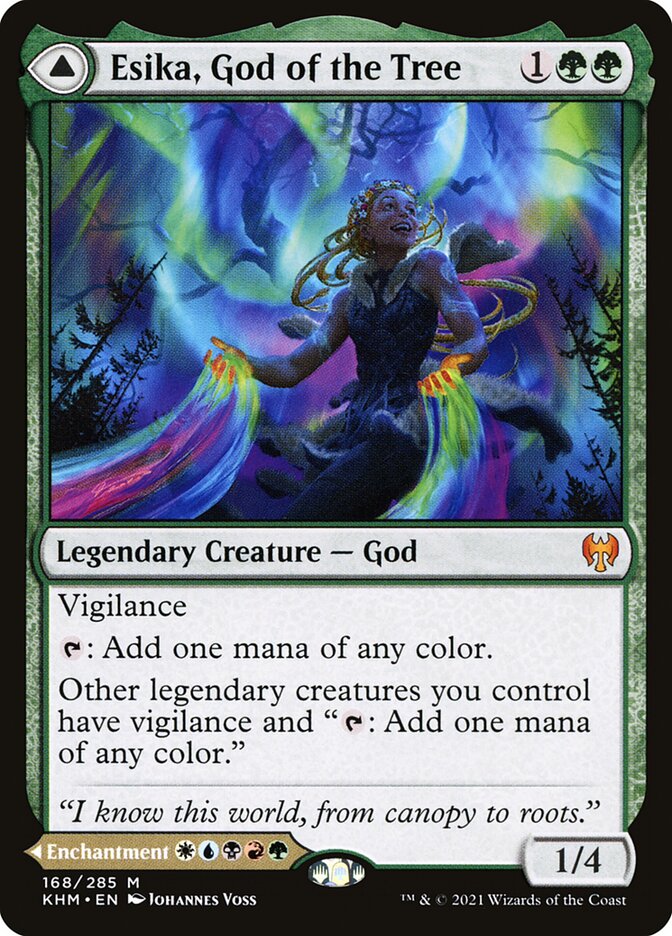 Esika, God of the Tree 1
Legendary Creature — God
Vigilance
: Add one mana of any color.
Other legendary creatures you control
have vigilance and “ : Add one mana
of any color.”
“I know this world, from canopy to roots.”
Enchantment
1/4
168/285 M
KHM • EN Johannes Voss
™ & © 2021 Wizards of the Coast